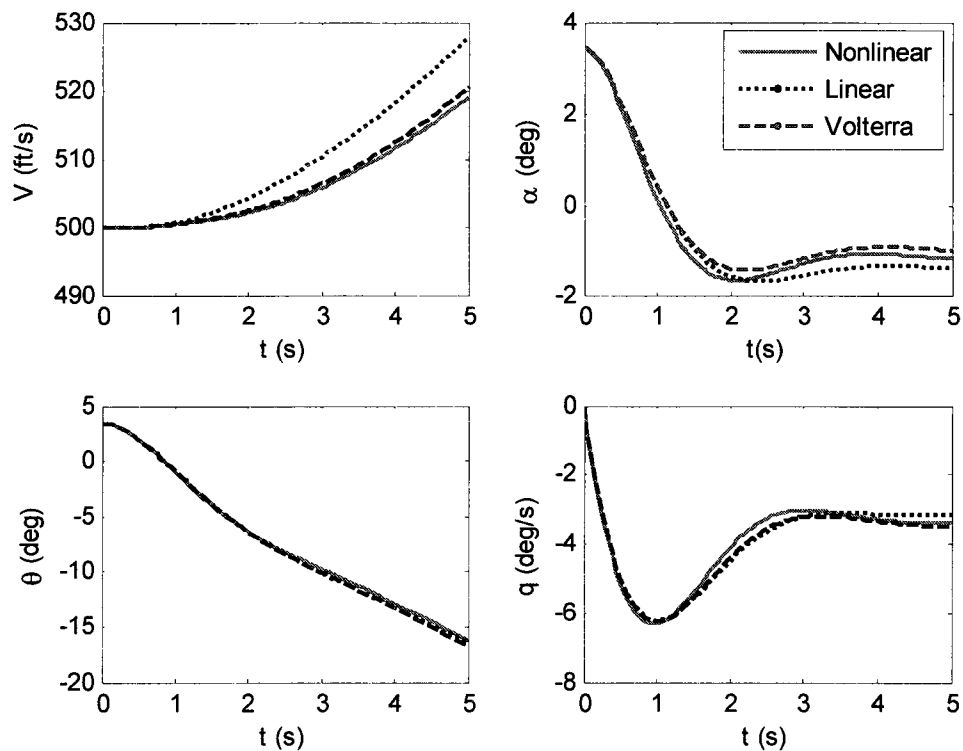 530
520
510
500
490
V (ft/s)
0 1 2 3 4 5
t (s)
4
2
0
-2
α (deg)
Nonlinear
Linear
Volterra
0 1 2 3 4 5
t(s)
5
0
-5
-10
-15
-20
θ (deg)
0 1 2 3 4 5
t (s)
0
-2
-4
-6
-8
q (deg/s)
0 1 2 3 4 5
t (s)